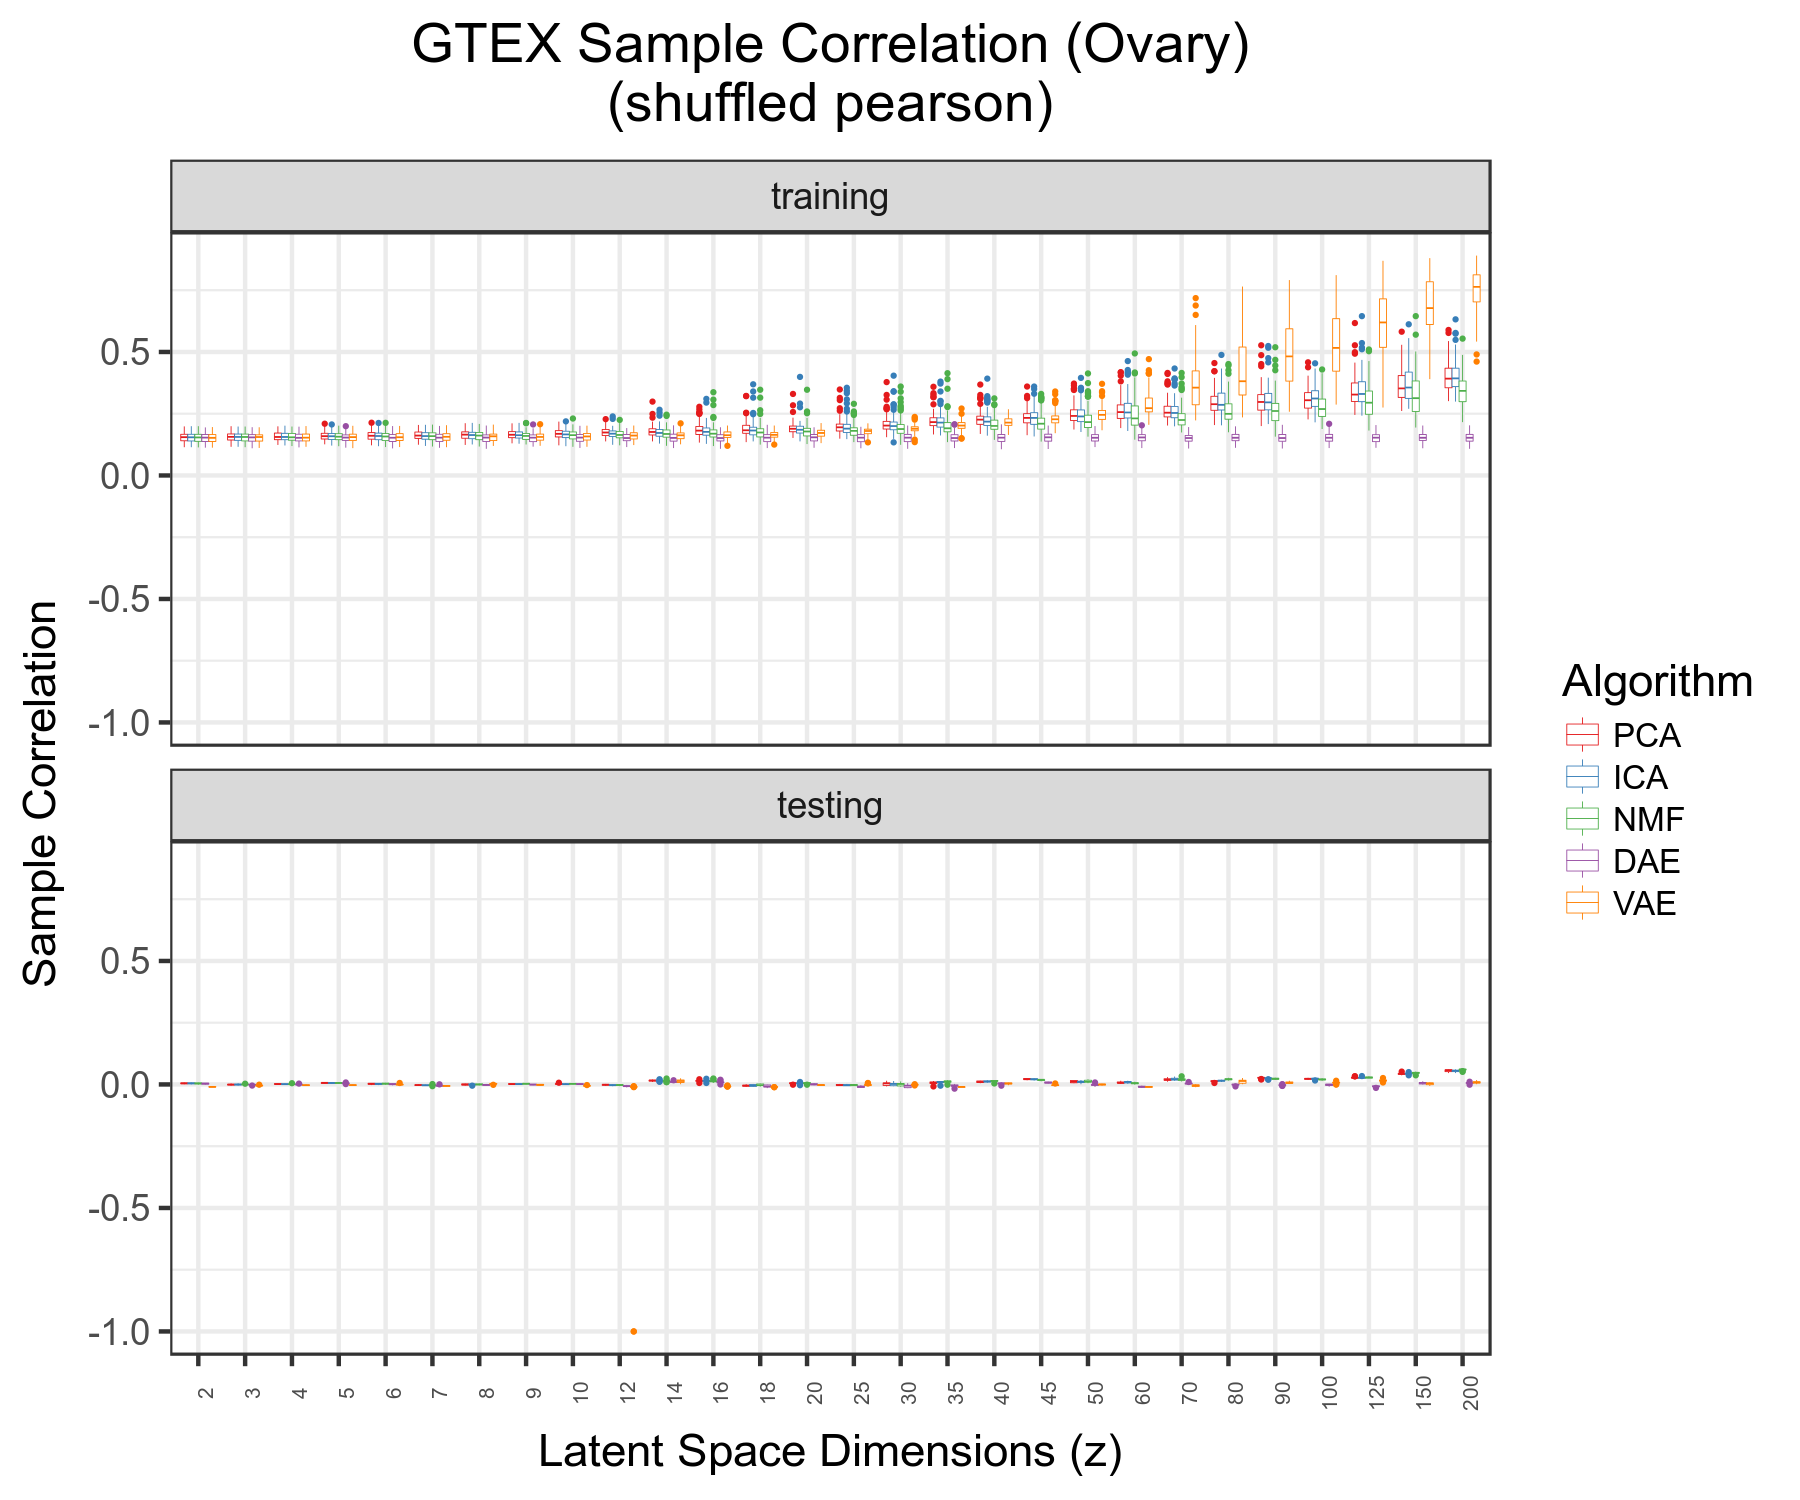 GTEX Sample Correlation (Ovary)
(shuffled pearson)
training
0.5
0.0
-0.5
-1.0
testing
0.5
0.0
-0.5
-1.0
Sample Correlation
2 3 4 5 6 7 8 9 10 12 14 16 18 20 25 30 35 40 45 50 60 70 80 90 100 125 150 200
Latent Space Dimensions (z)
Algorithm
PCA
ICA
NMF
DAE
VAE